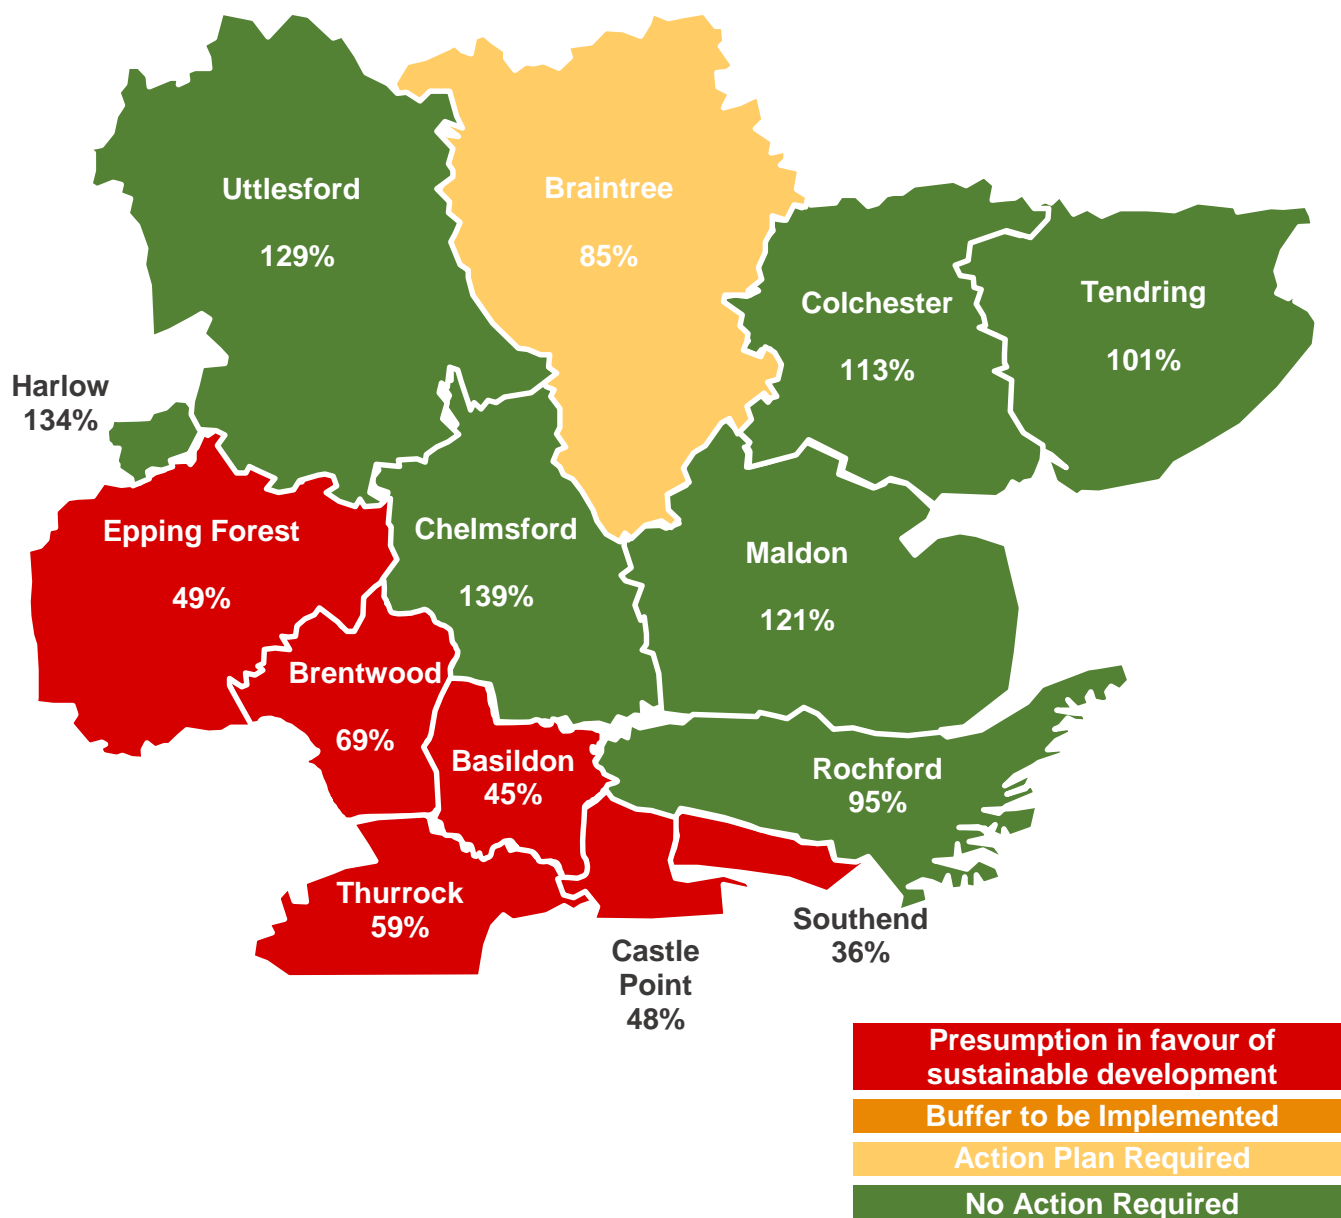 Uttlesford
129%
Braintree
85%
Colchester
113%
Tendring
101%
Harlow
134%
Epping Forest
49%
Chelmsford
139%
Maldon
121%
Brentwood
69%
Basildon
45%
Rochford
95%
Thurrock
59%
Castle
Point
48%
Southend
36%
Presumption in favour of
sustainable development
Buffer to be Implemented
Action Plan Required
No Action Required